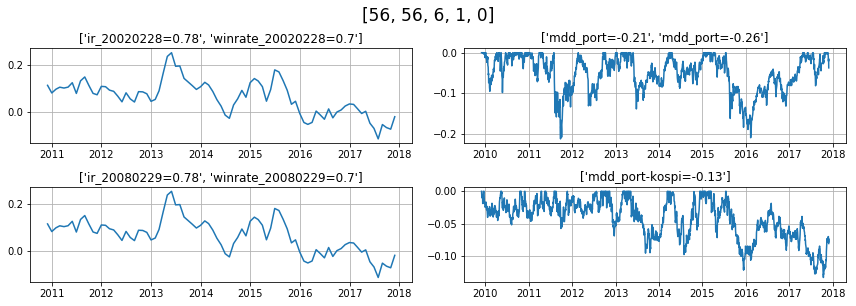 [56, 56, 6, 1, 0]
['ir_20020228=0.78', 'winrate_20020228=0.7']
0.2
0.0
2011 2012 2013 2014 2015 2016 2017 2018
['mdd_port=-0.21', 'mdd_port=-0.26']
0.0
−0.1
−0.2
2010 2011 2012 2013 2014 2015 2016 2017 2018
['ir_20080229=0.78', 'winrate_20080229=0.7']
0.2
0.0
2011 2012 2013 2014 2015 2016 2017 2018
['mdd_port-kospi=-0.13']
0.00
−0.05
−0.10
2010 2011 2012 2013 2014 2015 2016 2017 2018